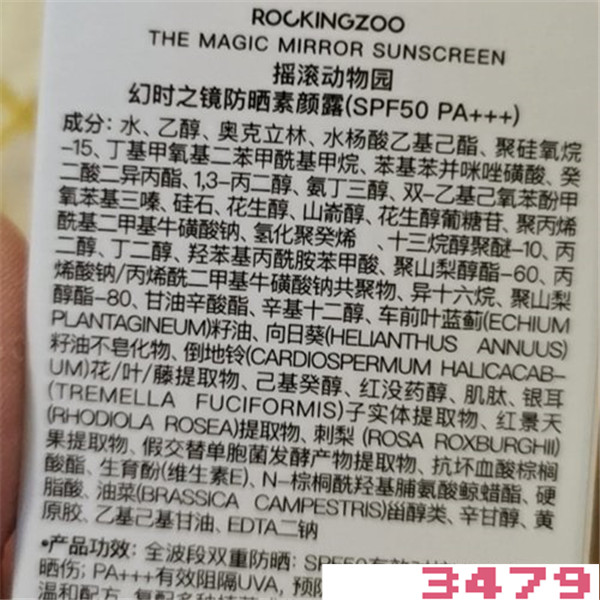 ROCKINGZOO
THE MAGIC MIRROR SUNSCREEN
摇滚动物园
幻时之镜防晒素颜露(SPF50 PA+++)
成分: 水、乙醇、奥克立林、水杨酸乙基己酯、聚硅氧烷
-15、丁基甲氧基二苯甲酰基甲烷、苯基苯并咪唑磺酸、癸
二酸二异丙酯、1,3-丙二醇、氨丁三醇、双-乙基己氧苯酚甲
氧苯基三嗪、硅石、花生醇、山嵛醇、花生醇葡糖苷、聚丙烯
酰基二甲基牛磺酸钠、氢化聚癸烯 、十三烷醇聚醚-10、丙
二醇、丁二醇、羟苯基丙酰胺苯甲酸、聚山梨醇酯-60、丙
烯酸钠/丙烯酰二甲基牛磺酸钠共聚物、异十六烷、聚山梨
醇酯-80、甘油辛酸酯、辛基十二醇、车前叶蓝蓟(ECHIUM
PLANTAGINEUM)籽油、向日葵(HELIANTHUS ANNUUS)
籽油不皂化物、倒地铃(CARDIOSPERMUM HALICACAB-
UM)花/叶/藤提取物、己基癸醇、红没药醇、肌肽、银耳
(TREMELLA FUCIFORMIS)子实体提取物、红景天
(RHODIOLA ROSEA)提取物、刺梨 (ROSA ROXBURGHII)
果提取物、假交替单胞菌发酵产物提取物、抗坏血酸棕榈
酸酯、生育酚(维生素E)、N-棕榈酰羟基脯氨酸鲸蜡酯、硬
脂酸、油菜(BRASSICA CAMPESTRIS)甾醇类、辛甘醇、黄
原胶、乙基己基甘油、EDTA二钠
•产品功效: 全波段双重防晒: SPF50有效
晒伤; PA+++有效阻隔UVA, 预防
温和配方
3479